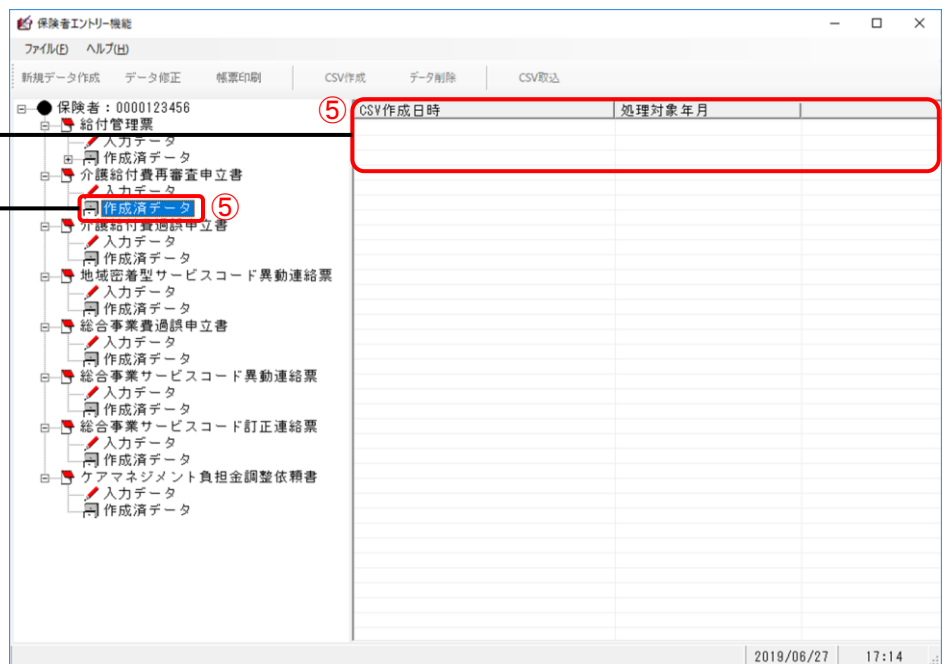 保険者エントリー機能
ファイル(F) ヘルプ(H)
新規データ作成 データ修正 帳票印刷 CSV作成 データ削除 CSV取込
保険者：0000123456
給付管理票
入力データ
作成済データ
介護給付費再審査申立書
入力データ
作成済データ ⑤
介護給付費過誤申立書
入力データ
作成済データ
地域密着型サービスコード異動連絡票
入力データ
作成済データ
総合事業費過誤申立書
入力データ
作成済データ
総合事業サービスコード異動連絡票
入力データ
作成済データ
総合事業サービスコード訂正連絡票
入力データ
作成済データ
ケアマネジメント負担金調整依頼書
入力データ
作成済データ
⑤ CSV作成日時 処理対象年月
2019/06/27 17:14